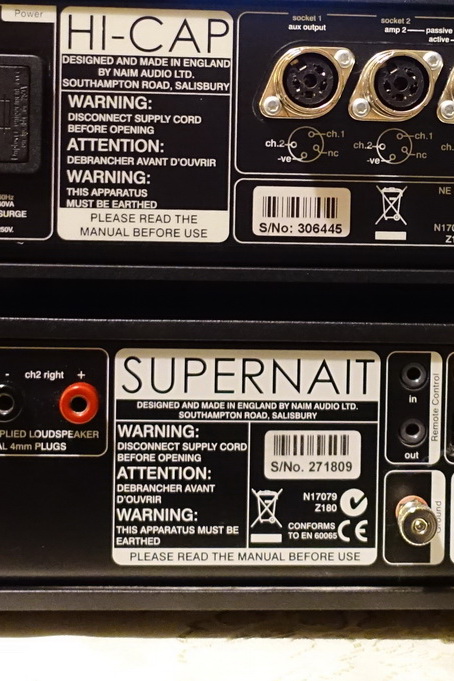 Power
HI-CAP
DESIGNED AND MADE IN ENGLAND
BY NAIM AUDIO LTD.
SOUTHAMPTON ROAD, SALISBURY
WARNING:
DISCONNECT SUPPLY CORD
BEFORE OPENING
ATTENTION:
DEBRANCHER AVANT D'OUVRIR
WARNING:
THIS APPARATUS
MUST BE EARTHED
PLEASE READ THE
MANUAL BEFORE USE
SURGE
socket 1
aux output
socket 2
amp 2
passive
active
ch.2
ch.1
-ve
nc
ch.2
ch.1
-ve
nc
S/No: 306445
NE
N170
Z1
- ch2 right +
PLIED LOUDSPEAKER
AL 4mm PLUGS
SUPERNAIT
DESIGNED AND MADE IN ENGLAND BY NAIM AUDIO LTD.
SOUTHAMPTON ROAD, SALISBURY
WARNING:
DISCONNECT SUPPLY CORD
BEFORE OPENING
ATTENTION:
DEBRANCHER AVANT
D'OUVRIR
WARNING:
THIS APPARATUS MUST BE
EARTHED
S/No. 271809
N17079
Z180
CONFORMS
TO EN 60065
CE
PLEASE READ THE MANUAL BEFORE USE
in
out
Remote Control